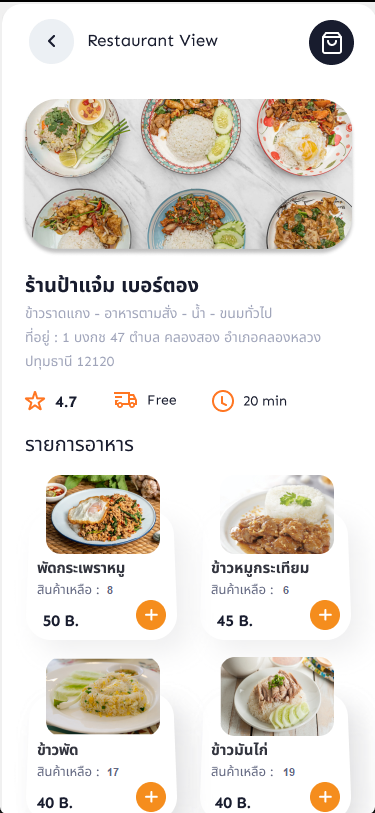 Restaurant View
ร้านป้าแจ๋ม เบอร์ตอง
ข้าวราดแกง - อาหารตามสั่ง - น้ำ - ขนมทั่วไป
ที่อยู่ : 1 บงกช 47 ตำบล คลองสอง อำเภอคลองหลวง
ปทุมธานี 12120
4.7 Free 20 min
รายการอาหาร
พัดกระเพราหมู ข้าวหมูกระเทียม
สินค้าเหลือ : 8 สินค้าเหลือ : 6
50 B. 45 B.
ข้าวพัด ข้าวมันไก่
สินค้าเหลือ : 17 สินค้าเหลือ : 19
40 B. 40 B.